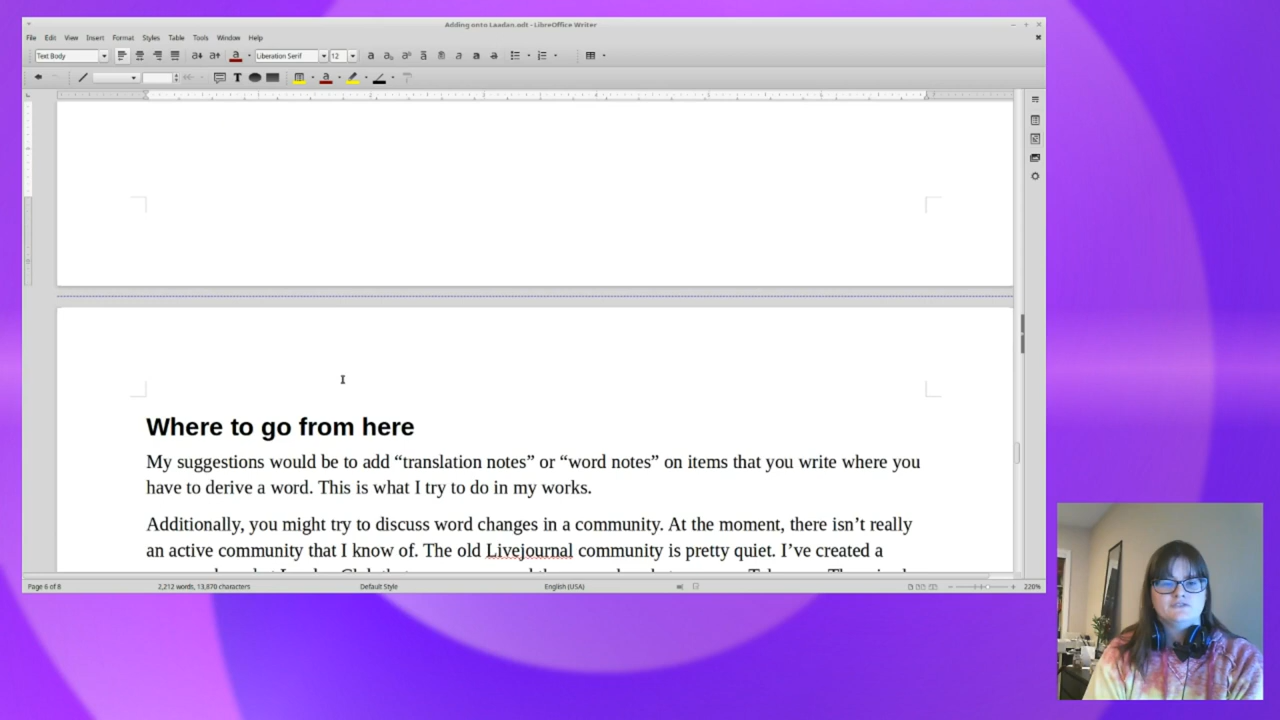 Adding onto Laadan.odt - LibreOffice Writer
File Edit View Insert Format Styles Table Tools Window Help
Text Body Liberation Serif 12
Where to go from here
My suggestions would be to add “translation notes” or “word notes” on items that you write where you
have to derive a word. This is what I try to do in my works.
Additionally, you might try to discuss word changes in a community. At the moment, there isn’t really
an active community that I know of. The old Livejournal community is pretty quiet. I’ve created a
Page 6 of 8 2,212 words, 13,870 characters Default Style English (USA) 220%